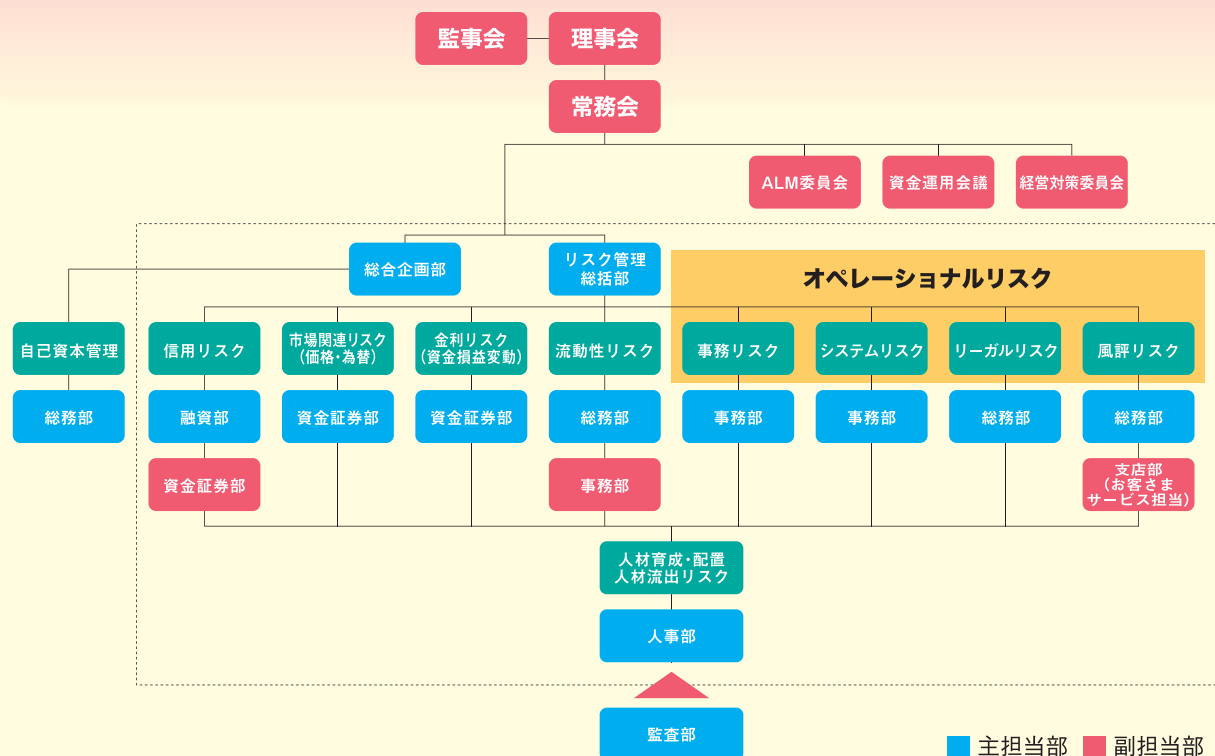 監事会
理事会
常務会
ALM委員会
資金運用会議
経営対策委員会
総合企画部
リスク管理
総括部
オペレーショナルリスク
自己資本管理
信用リスク
市場関連リスク
(価格・為替)
金利リスク
(資金損益変動)
流動性リスク
事務リスク
システムリスク
リーガルリスク
風評リスク
総務部
融資部
資金証券部
資金証券部
総務部
事務部
事務部
総務部
総務部
資金証券部
事務部
支店部
(お客さま
サービス担当)
人材育成・配置
人材流出リスク
人事部
監査部
主担当部
副担当部